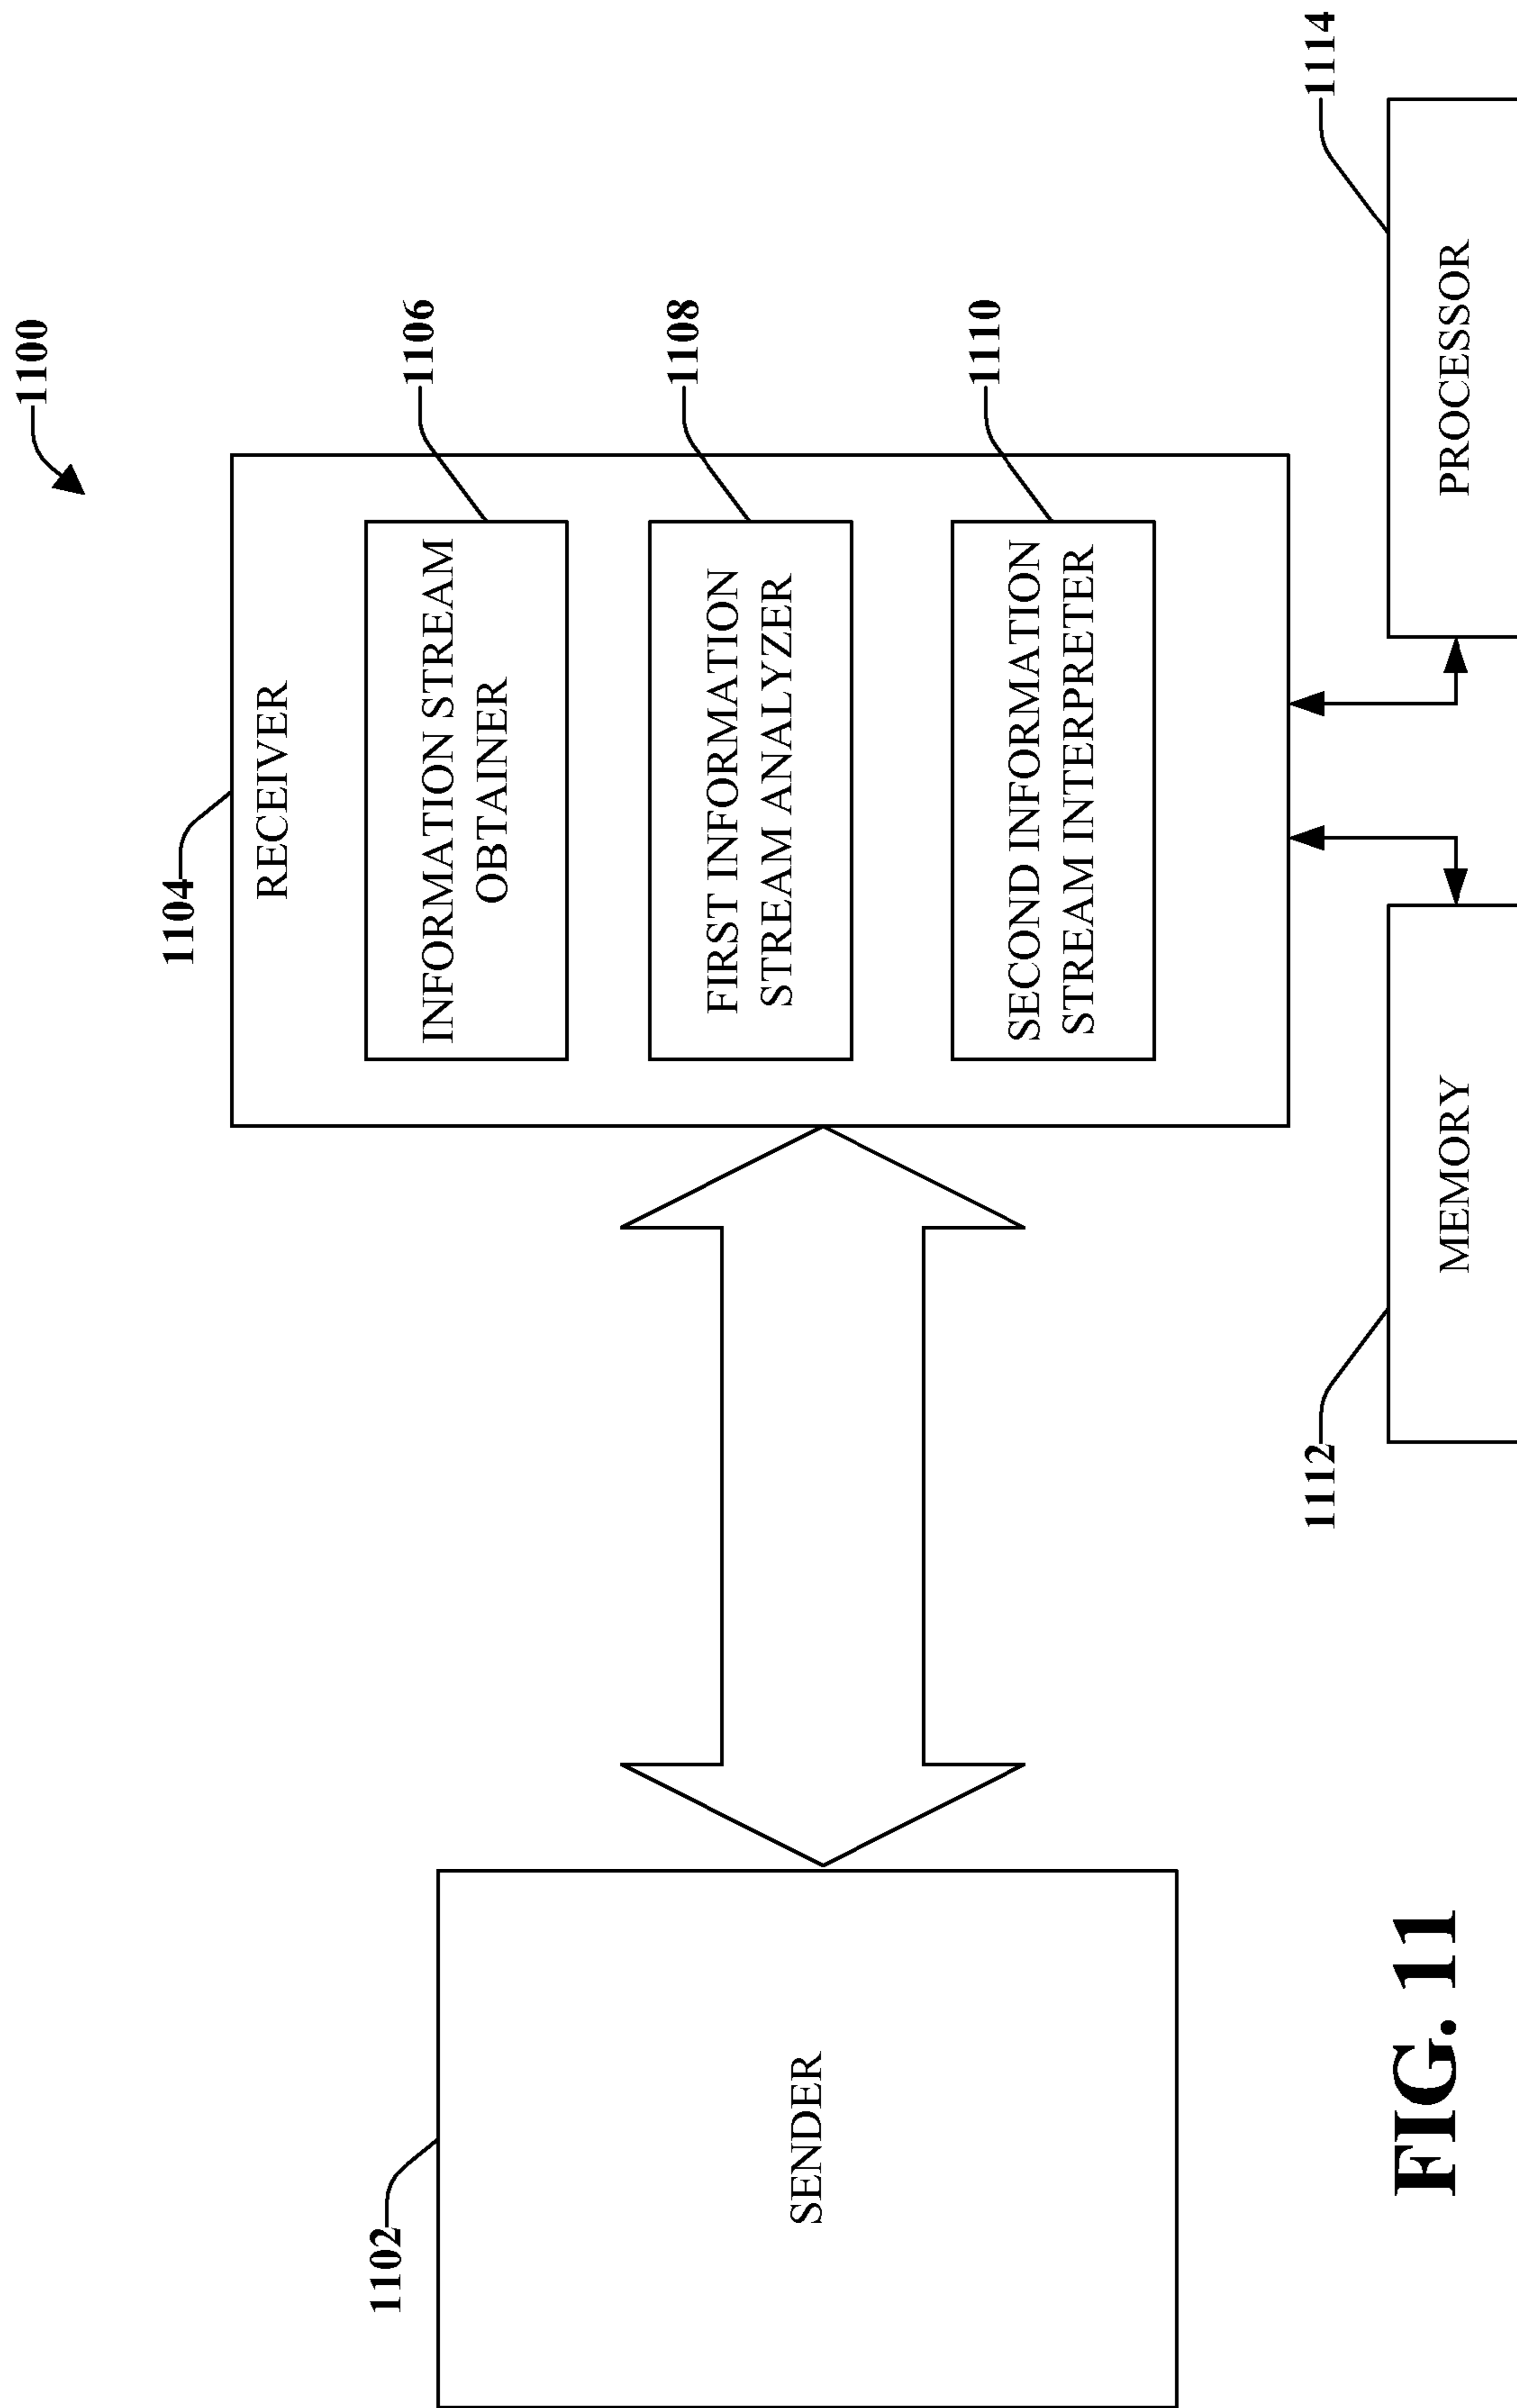 1100
1104
RECEIVER
1106
INFORMATION STREAM
OBTAINER
1108
FIRST INFORMATION
STREAM ANALYZER
1110
SECOND INFORMATION
STREAM INTERPRETER
1102
SENDER
1112
MEMORY
1114
PROCESSOR
FIG. 11